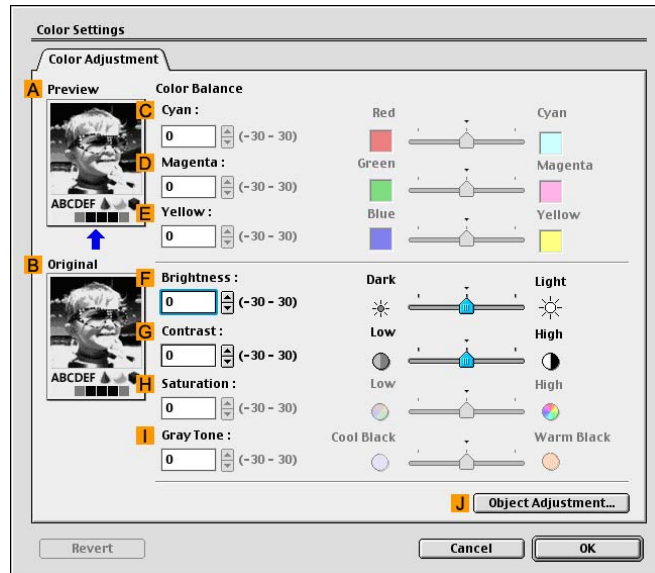 Color Settings
Color Adjustment
A Preview
Color Balance
C Cyan :
Red
Cyan
0 (-30 - 30)
D Magenta :
Green
Magenta
0 (-30 - 30)
ABCDEF
E Yellow :
Blue
Yellow
0 (-30 - 30)
B Original
F Brightness :
Dark
Light
0 (-30 - 30)
G Contrast :
Low
High
0 (-30 - 30)
ABCDEF
H Saturation :
Low
High
0 (-30 - 30)
I Gray Tone :
Cool Black
Warm Black
0 (-30 - 30)
J Object Adjustment...
Revert
Cancel
OK